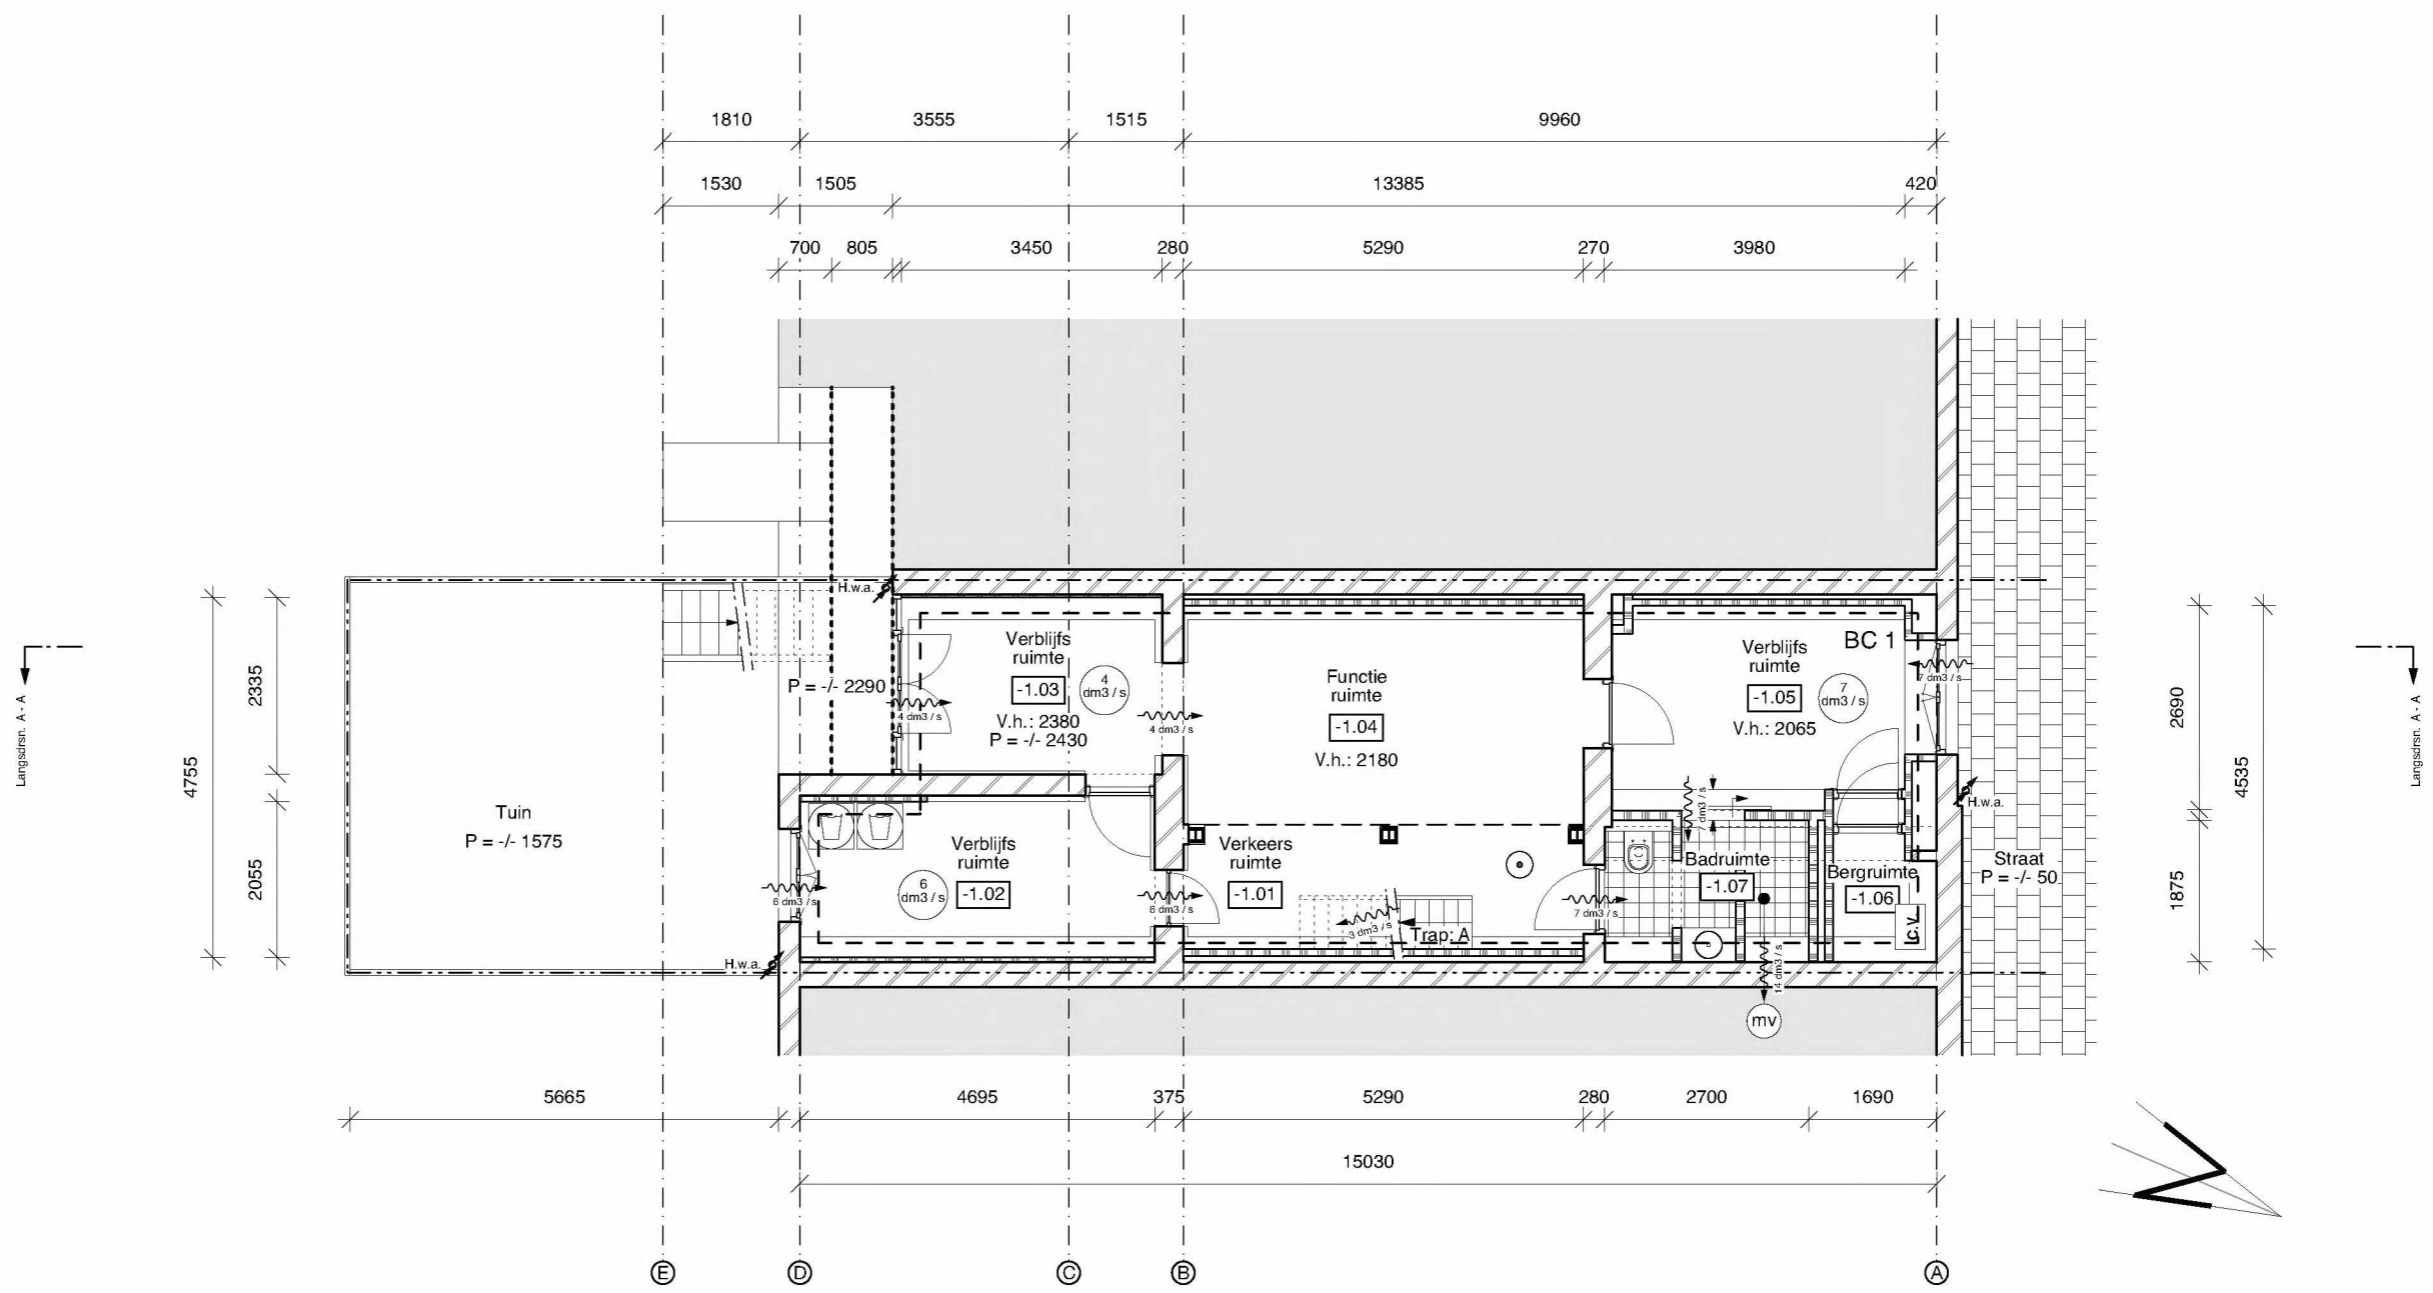 1810 3555 1515 9960
1530 1505 13385 420
700 805 3450 280 5290 270 3980
H.w.a.
Verblijfs
ruimte
-1.03
V.h.: 2380
P = -/- 2430
4
dm3 / s
4 dm3 / s
4 dm3 / s
P = -/- 2290
Functie
ruimte
-1.04
V.h.: 2180
Verblijfs
ruimte
-1.05
V.h.: 2065
BC 1
7
dm3 / s
7 dm3 / s
7 dm3 / s
Langsdrsn. A - A
Langsdrsn. A - A
2335
4755
2055
2690
4535
1875
Tuin
P = -/- 1575
Verblijfs
ruimte
-1.02
6
dm3 / s
6 dm3 / s
6 dm3 / s
Verkeers
ruimte
-1.01
3 dm3 / s
Trap: A
7 dm3 / s
Badruimte
-1.07
Bergruimte
-1.06
c.v.
14 dm3 / s
mv
H.w.a.
H.w.a.
Straat
P = -/- 50
5665 4695 375 5290 280 2700 1690
15030
E D C B A